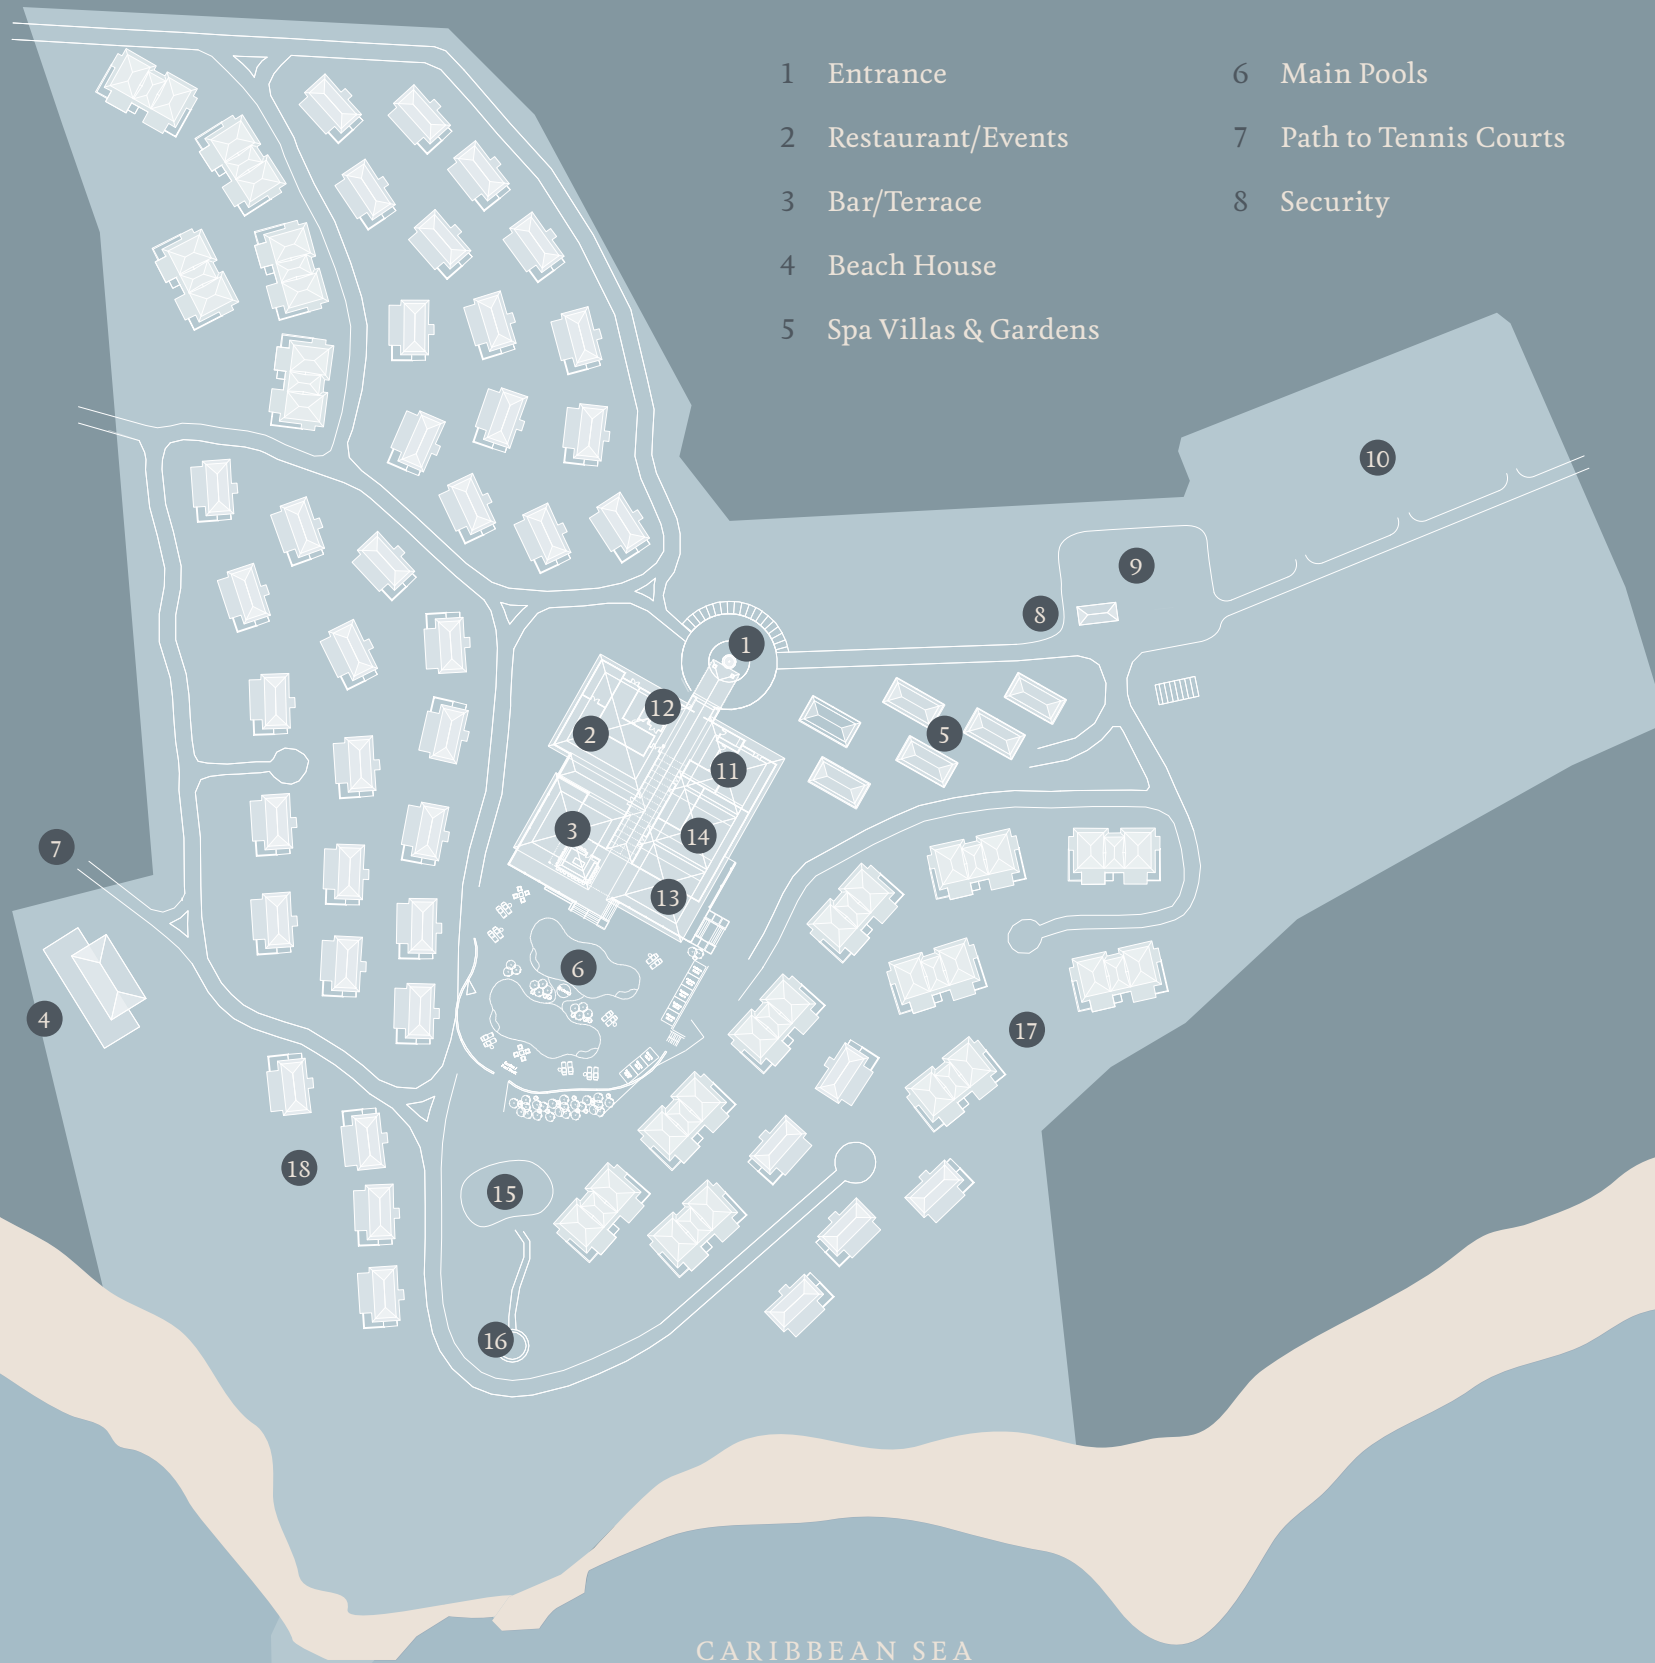 1 Entrance
2 Restaurant/Events
3 Bar/Terrace
4 Beach House
5 Spa Villas & Gardens
6 Main Pools
7 Path to Tennis Courts
8 Security
10
9
8
1
12
2
5
11
3
14
7
13
6
4
17
18
15
16
CARIBBEAN SEA